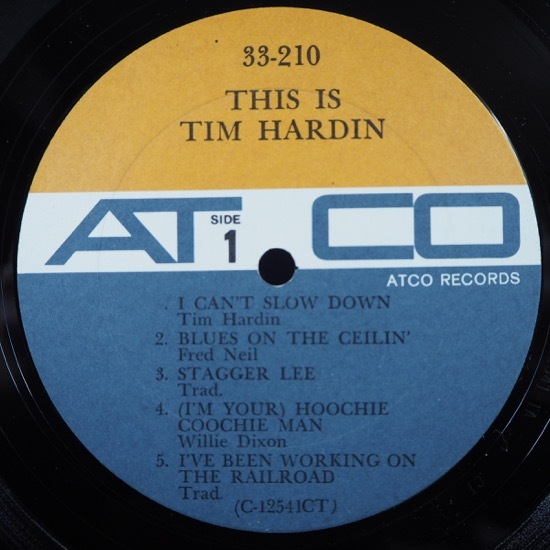 33-210
THIS IS
TIM HARDIN
ATCO
SIDE
1
ATCO RECORDS
. I CAN'T SLOW DOWN
Tim Hardin
2. BLUES ON THE CEILIN'
Fred Neil
3. STAGGER LEE
Trad.
4. (I'M YOUR) HOOCHIE
COOCHIE MAN
Willie Dixon
5. I'VE BEEN WORKING ON
THE RAILROAD
Trad.
(C-12541CT)